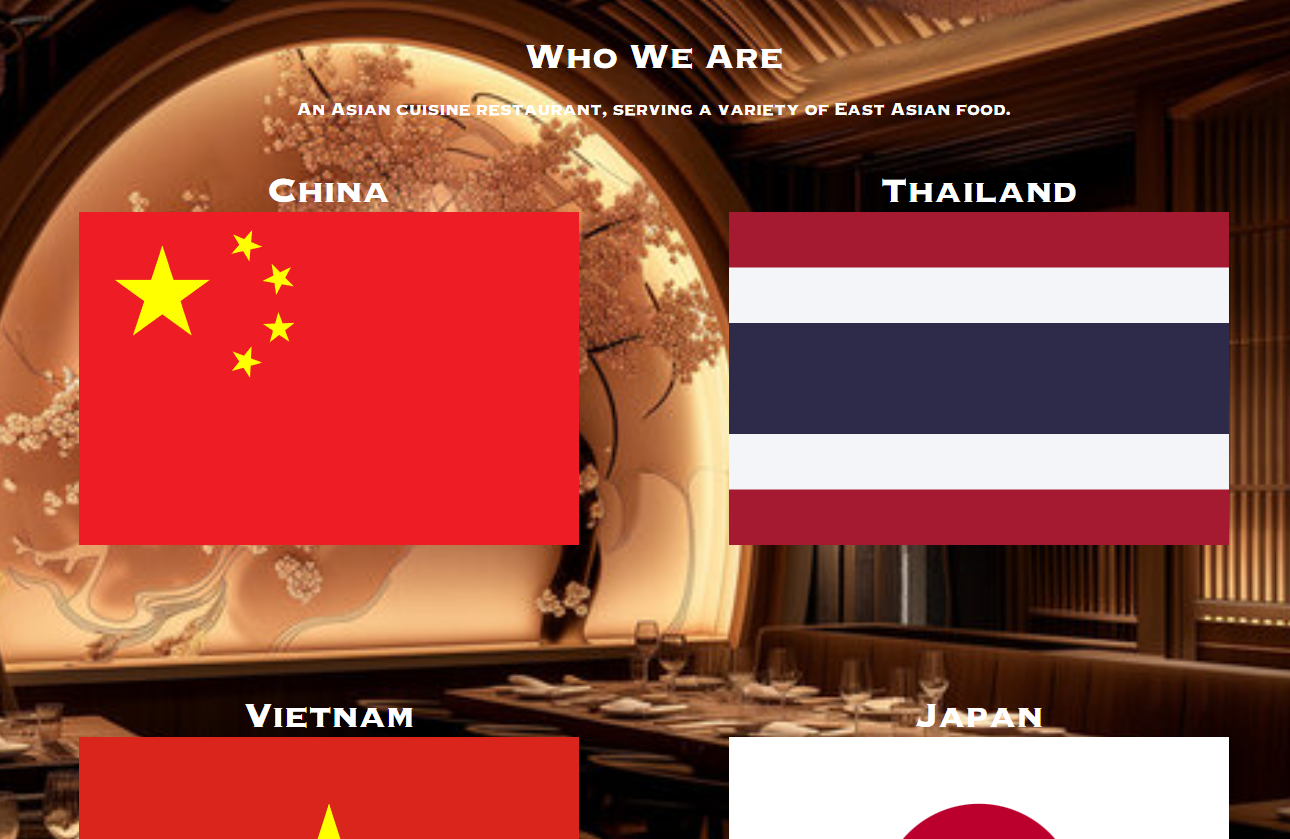 Who We Are
An Asian cuisine restaurant, serving a variety of East Asian food.
China
Thailand
Vietnam
Japan